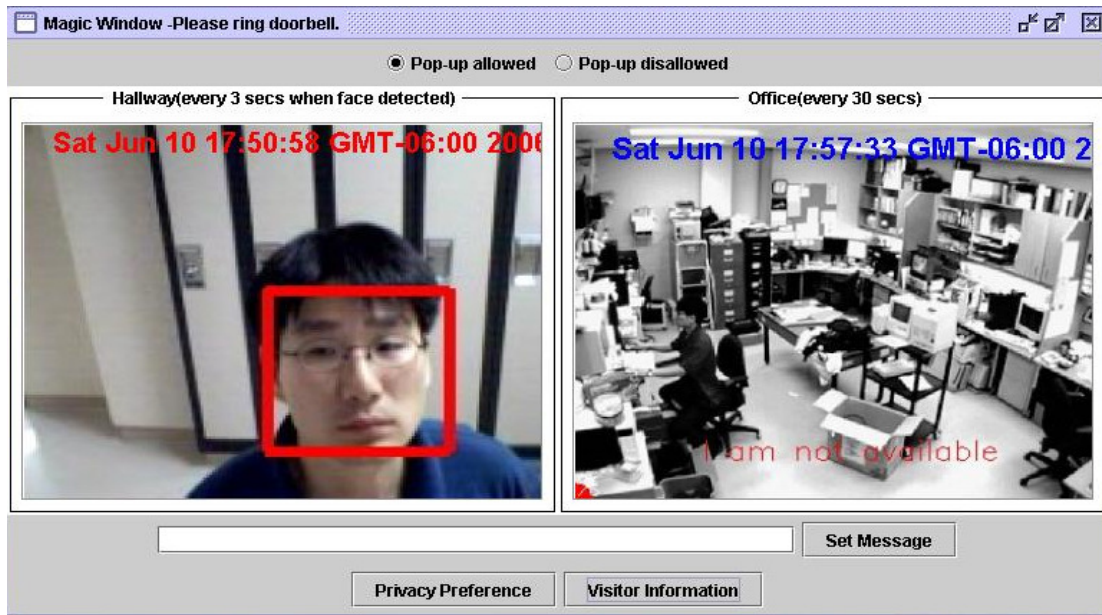 Magic Window -Please ring doorbell.
Pop-up allowed Pop-up disallowed
Hallway(every 3 secs when face detected)
Sat Jun 10 17:50:58 GMT-06:00 2006
Office(every 30 secs)
Sat Jun 10 17:57:33 GMT-06:00 2
I am not available
Set Message
Privacy Preference Visitor Information